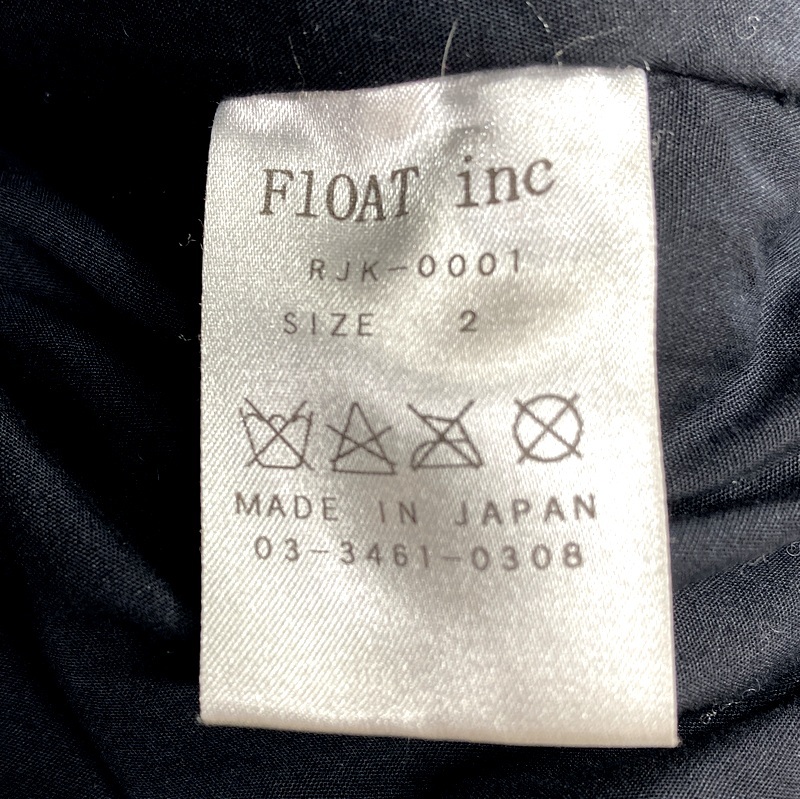 FlOAT inc
RJK-0001
SIZE 2
MADE IN JAPAN
03-3461-0308